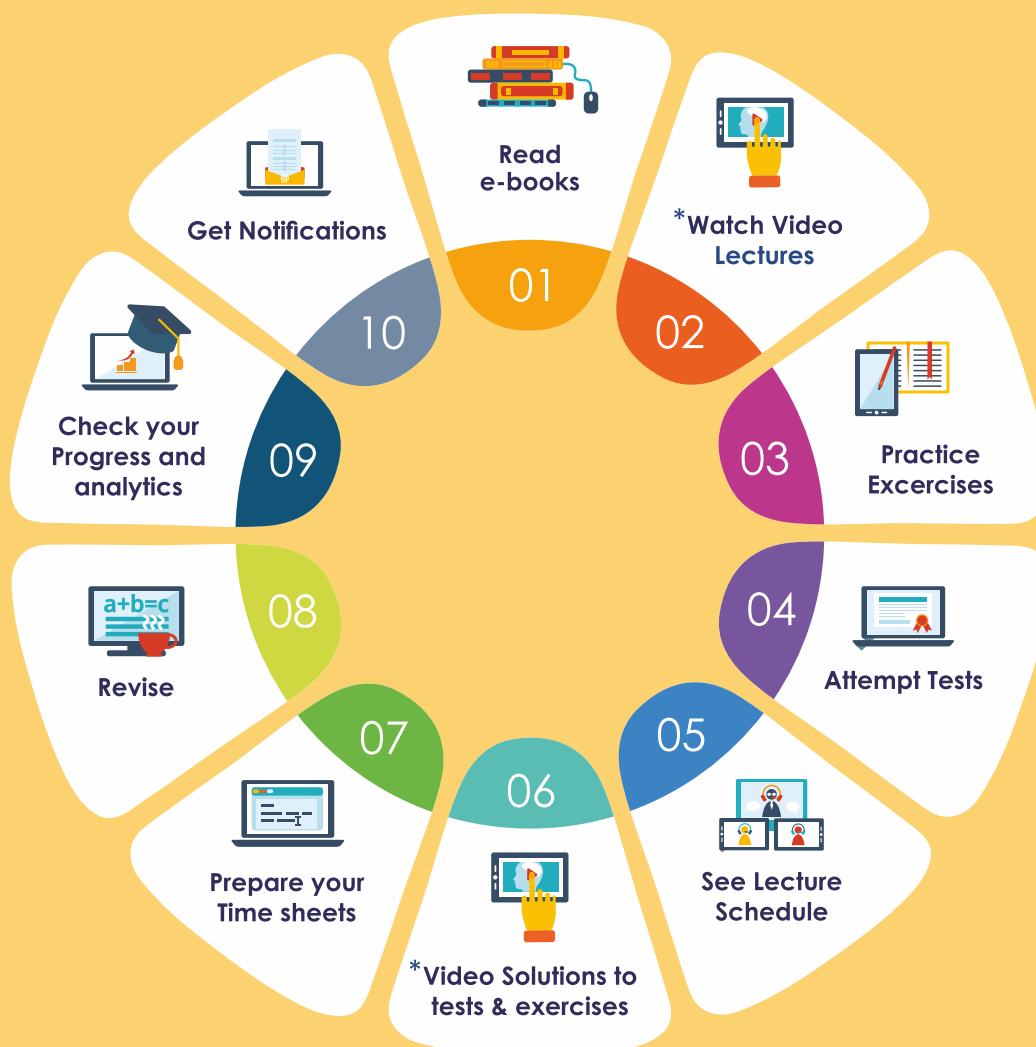 Read
e-books
01
*Watch Video
Lectures
02
Practice
Excercises
03
Attempt Tests
04
See Lecture
Schedule
05
*Video Solutions to
tests & exercises
06
Prepare your
Time sheets
07
a+b=c
Revise
08
Check your
Progress and
analytics
09
Get Notifications
10